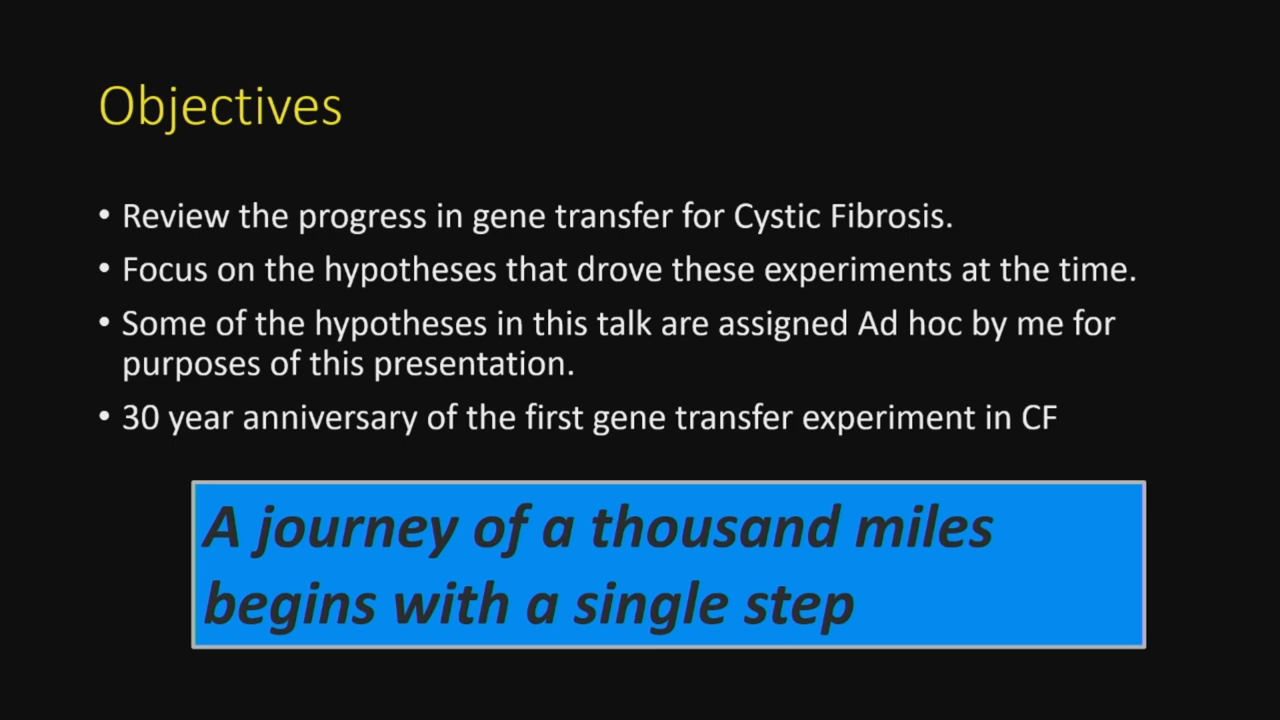 Objectives
• Review the progress in gene transfer for Cystic Fibrosis.
• Focus on the hypotheses that drove these experiments at the time.
• Some of the hypotheses in this talk are assigned Ad hoc by me for
purposes of this presentation.
• 30 year anniversary of the first gene transfer experiment in CF
A journey of a thousand miles
begins with a single step